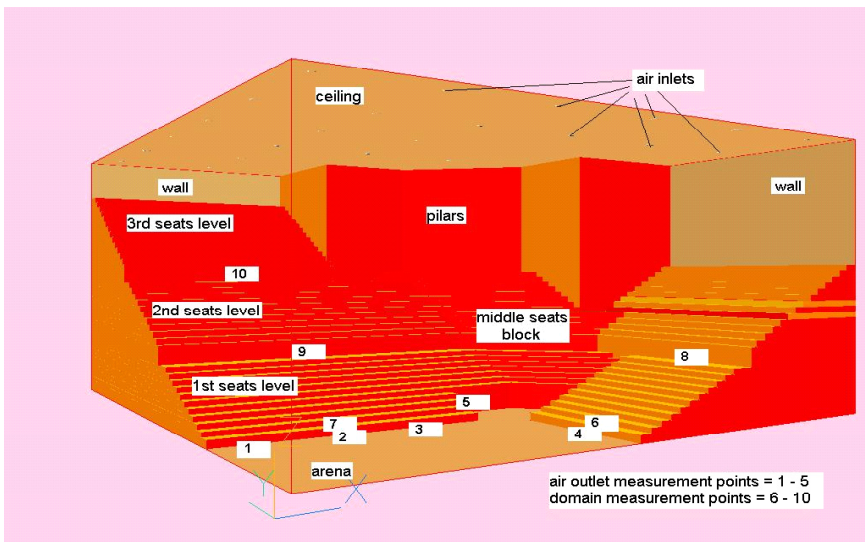 air inlets
ceiling
wall
wall
3rd seats level
pilars
10
2nd seats level
middle seats
block
9
8
1st seats level
5
7
6
3
2
4
1
arena
Y
X
air outlet measurement points = 1 - 5
domain measurement points = 6 - 10